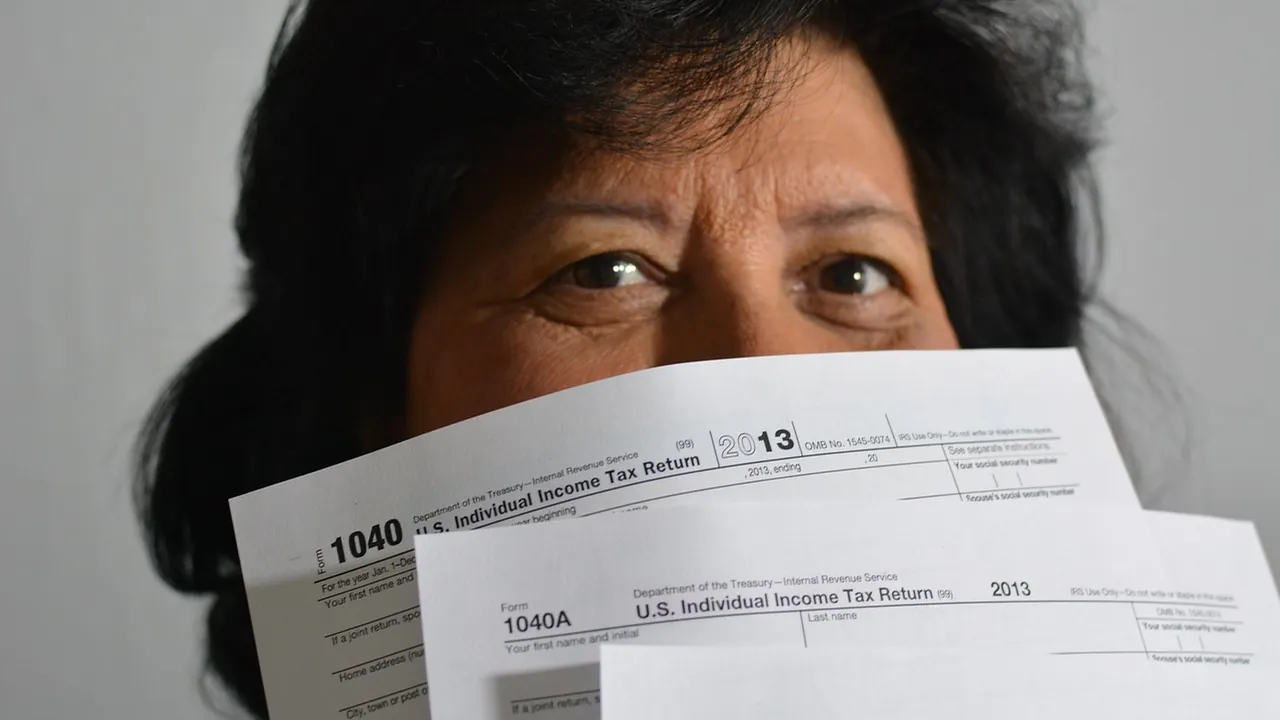 Form 1040
Department of the Treasury—Internal Revenue Service
(99)
U.S. Individual Income Tax Return
2013
OMB No. 1545-0074
IRS Use Only—Do not write or staple in this space.
For the year Jan. 1–Dec
year beginning
, 2013, ending
, 20
See separate instructions.
Your first name and
Your social security number
If a joint return, spo
Spouse's social security number
Home address (nu
City, town or post o
Form
1040A
Department of the Treasury—Internal Revenue Service
U.S. Individual Income Tax Return (99)
2013
IRS Use Only—Do not write or staple in this space.
Your first name and initial
Last name
OMB No. 1545-0074
Your social security number
If a joint return, s
Spouse's social security number